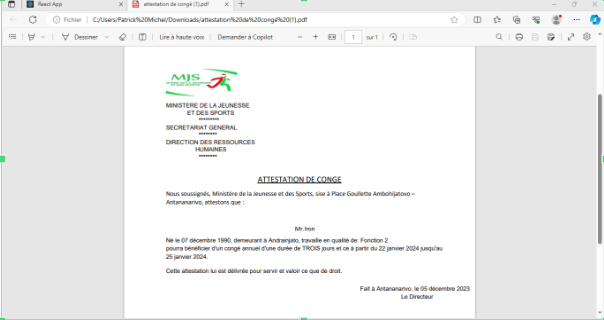 React App
attestation de congé (1).pdf
Fichier
C:/Users/Patrick%20Michel/Downloads/attestation%20de%20congé%20(1).pdf
Dessiner
Lire à haute voix
Demander à Copilot
1
sur 1
MJS
MINISTERE DE LA JEUNESSE
ET DES SPORTS
*********
SECRETARIAT GENERAL
********
DIRECTION DES RESSOURCES
HUMAINES
********
ATTESTATION DE CONGE
Nous soussignés, Ministère de la Jeunesse et des Sports, sise à Place Goullette Ambohijatovo –
Antananarivo, attestons que :
Mr.Iron
Né le 07 décembre 1990, demeurant à Andrainjato, travaille en qualité de: Fonction 2
pourra bénéficier d'un congé annuel d'une durée de TROIS jours et ce à partir du 22 janvier 2024 jusqu'au
25 janvier 2024.
Cette attestation lui est délivrée pour servir et valoir ce que de droit.
Fait à Antananarivo, le 05 décembre 2023
Le Directeur